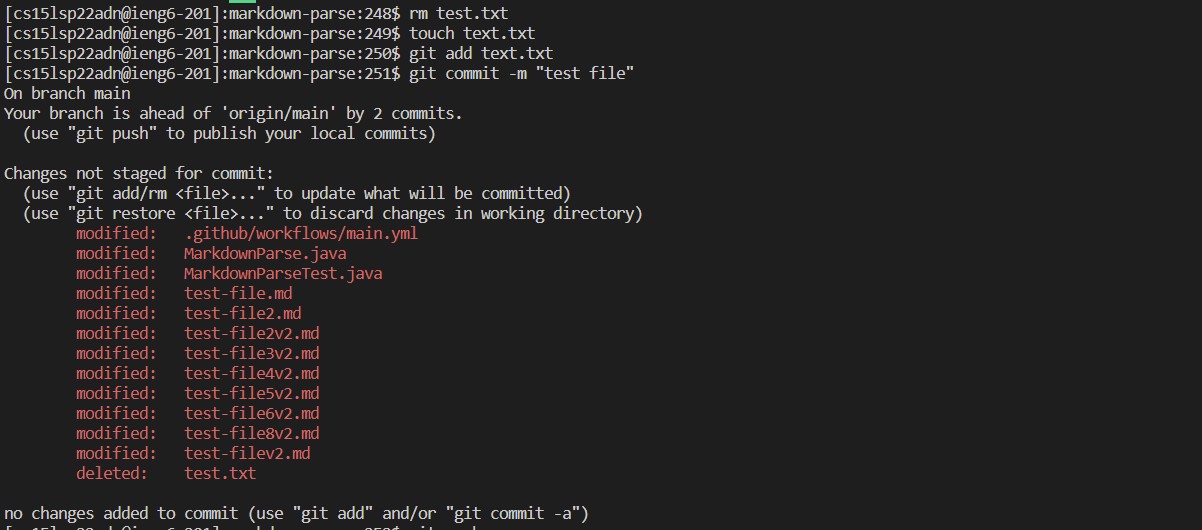 [cs15lsp22adn@ieng6-201]:markdown-parse:248$ rm test.txt
[cs15lsp22adn@ieng6-201]:markdown-parse:249$ touch text.txt
[cs15lsp22adn@ieng6-201]:markdown-parse:250$ git add text.txt
[cs15lsp22adn@ieng6-201]:markdown-parse:251$ git commit -m "test file"
On branch main
Your branch is ahead of 'origin/main' by 2 commits.
  (use "git push" to publish your local commits)

Changes not staged for commit:
  (use "git add/rm <file>..." to update what will be committed)
  (use "git restore <file>..." to discard changes in working directory)
        modified:   .github/workflows/main.yml
        modified:   MarkdownParse.java
        modified:   MarkdownParseTest.java
        modified:   test-file.md
        modified:   test-file2.md
        modified:   test-file2v2.md
        modified:   test-file3v2.md
        modified:   test-file4v2.md
        modified:   test-file5v2.md
        modified:   test-file6v2.md
        modified:   test-file8v2.md
        modified:   test-filev2.md
        deleted:    test.txt

no changes added to commit (use "git add" and/or "git commit -a")